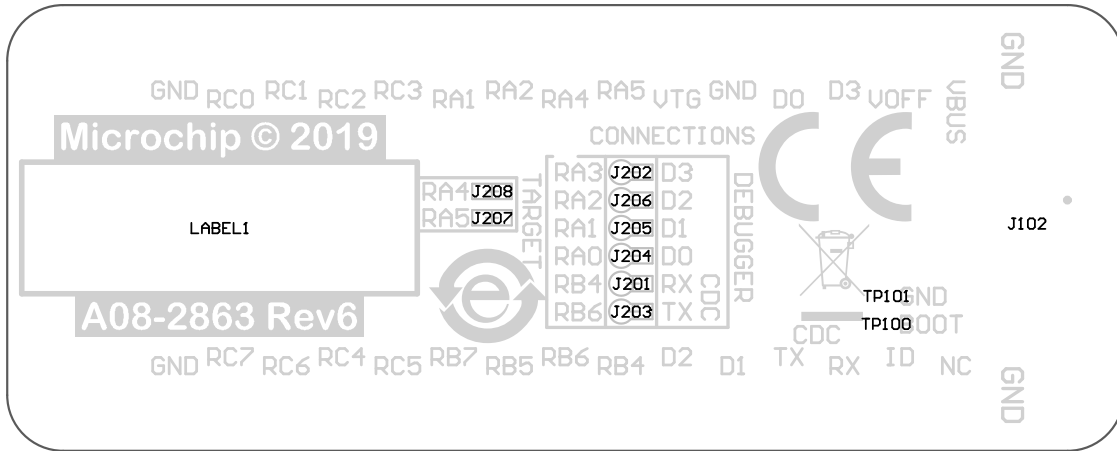 GND
GND RC0 RC1 RC2 RC3 RA1 RA2 RA4 RA5 VTG GND D0 D3 VOFF VBUS
Microchip © 2019
CONNECTIONS
LABEL1
RA4 J208
RA5 J207
TARGET
RA3 J202 D3
RA2 J206 D2
RA1 J205 D1
RA0 J204 D0
RB4 J201 RX
RB6 J203 TX
CDC
DEBUGGER
CE
J102
TP101 GND
TP100 BOOT
CDC
e
A08-2863 Rev6
GND RC7 RC6 RC4 RC5 RB7 RB5 RB6 RB4 D2 D1 TX RX ID NC
GND